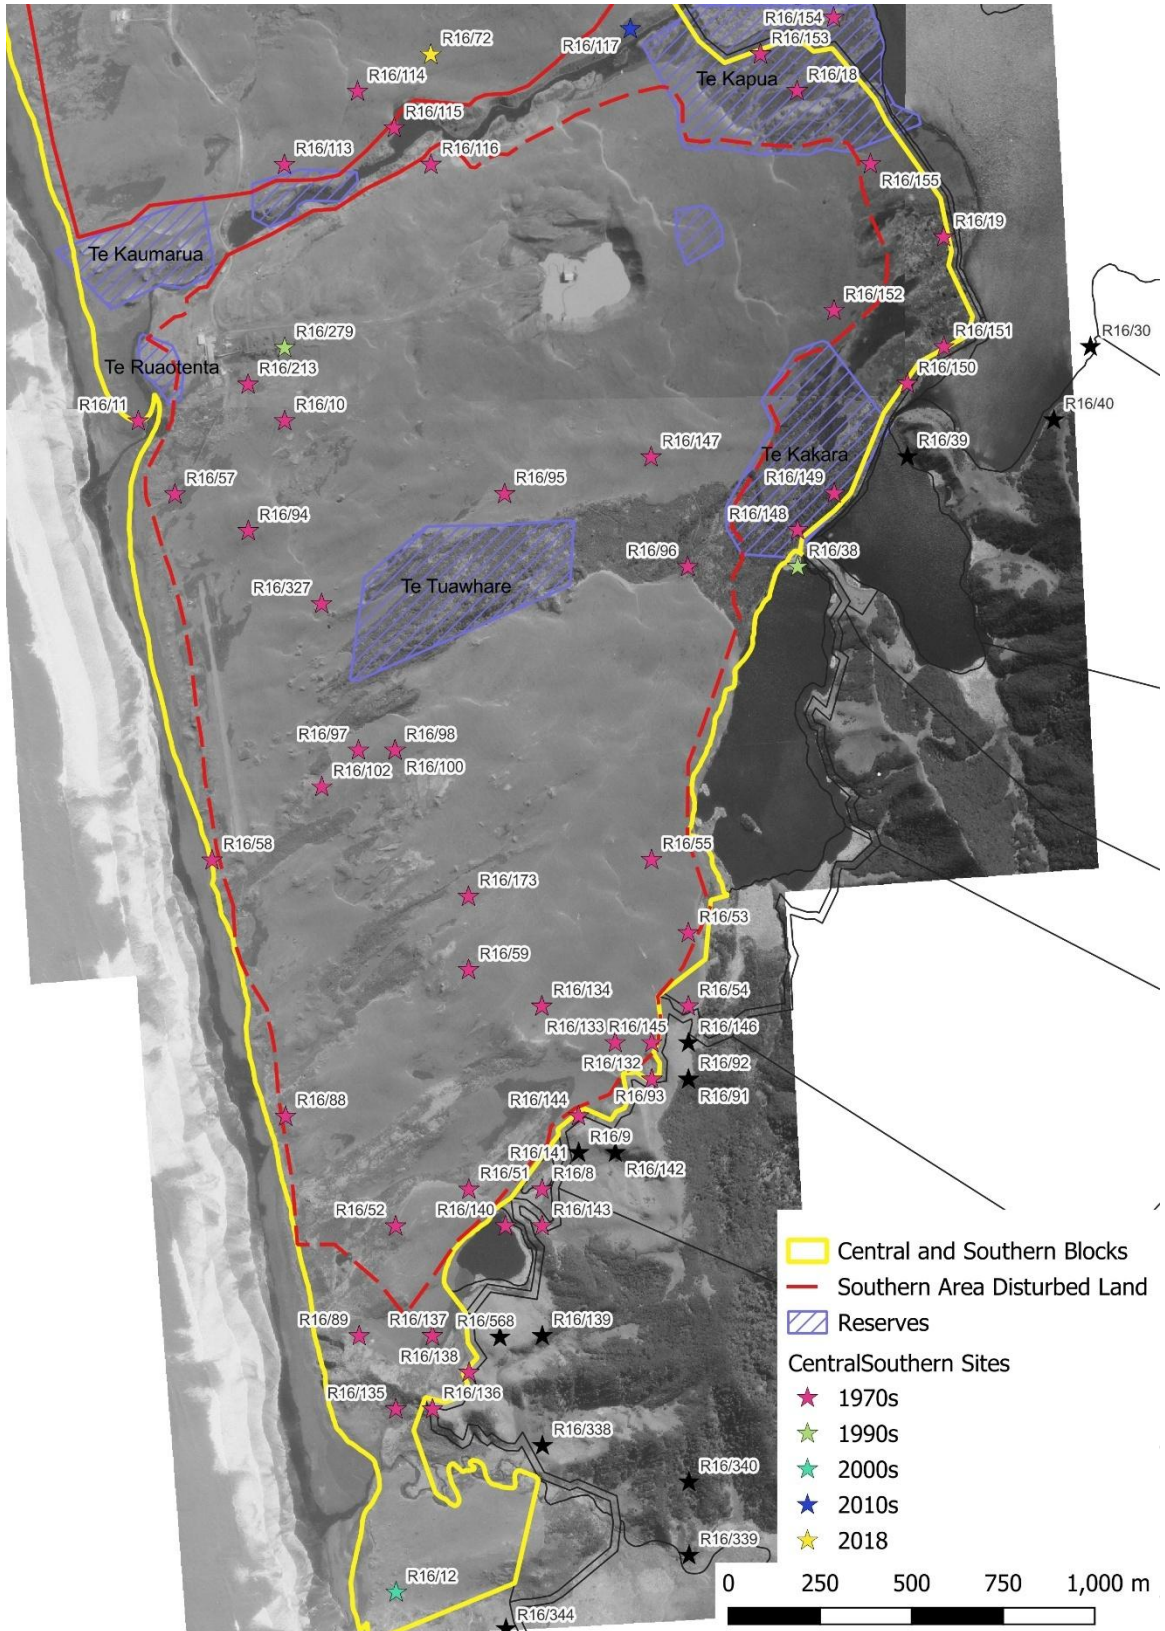 R16/154
R16/72
R16/117
R16/153
Te Kapua
R16/18
R16/114
R16/115
R16/113
R16/116
R16/155
R16/19
Te Kaumarua
R16/152
R16/279
R16/151
R16/30
Te Ruaotenta
R16/213
R16/150
R16/11
R16/10
R16/40
R16/147
Te Kakara
R16/39
R16/57
R16/95
R16/149
R16/94
R16/148
R16/96
R16/38
Te Tuawhare
R16/327
R16/97
R16/98
R16/102
R16/100
R16/58
R16/55
R16/173
R16/53
R16/59
R16/134
R16/54
R16/133
R16/145
R16/146
R16/132
R16/92
R16/93
R16/91
R16/88
R16/144
R16/9
R16/141
R16/142
R16/51
R16/8
R16/52
R16/140
R16/143
Central and Southern Blocks
Southern Area Disturbed Land
Reserves
R16/89
R16/137
R16/568
R16/139
R16/138
CentralSouthern Sites
R16/135
R16/136
1970s
R16/338
1990s
R16/340
2000s
2010s
R16/339
2018
R16/12
0 250 500 750 1,000 m
R16/344